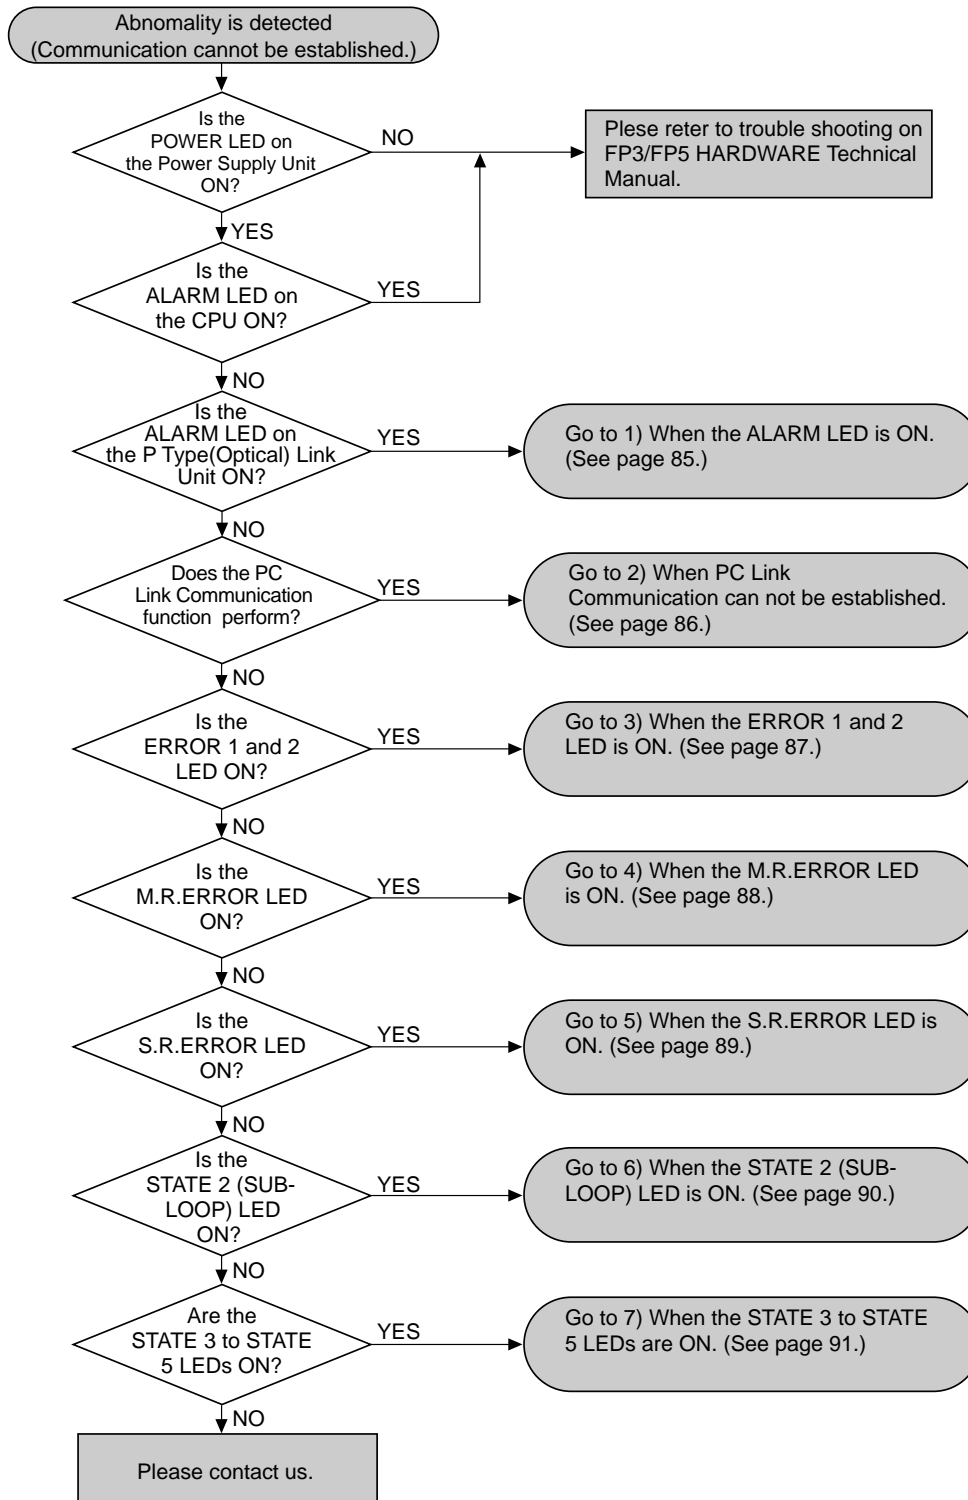 Abnomality is detected
(Communication cannot be established.)
Is the
POWER LED on
the Power Supply Unit
ON?
NO
Plese reter to trouble shooting on
FP3/FP5 HARDWARE Technical
Manual.
YES
Is the
ALARM LED on
the CPU ON?
YES
NO
Is the
ALARM LED on
the P Type(Optical) Link
Unit ON?
YES
Go to 1) When the ALARM LED is ON.
(See page 85.)
NO
Does the PC
Link Communication
function perform?
YES
Go to 2) When PC Link
Communication can not be established.
(See page 86.)
NO
Is the
ERROR 1 and 2
LED ON?
YES
Go to 3) When the ERROR 1 and 2
LED is ON. (See page 87.)
NO
Is the
M.R.ERROR LED
ON?
YES
Go to 4) When the M.R.ERROR LED
is ON. (See page 88.)
NO
Is the
S.R.ERROR LED
ON?
YES
Go to 5) When the S.R.ERROR LED is
ON. (See page 89.)
NO
Is the
STATE 2 (SUB-
LOOP) LED
ON?
YES
Go to 6) When the STATE 2 (SUB-
LOOP) LED is ON. (See page 90.)
NO
Are the
STATE 3 to STATE
5 LEDs ON?
YES
Go to 7) When the STATE 3 to STATE
5 LEDs are ON. (See page 91.)
NO
Please contact us.